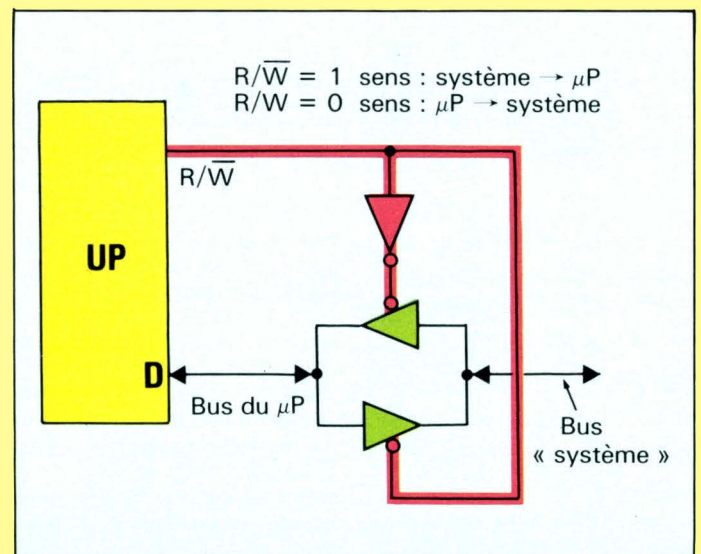 R/W̅ = 1 sens : système → μP
R/W = 0 sens : μP → système
R/W̅
UP
D
Bus du μP
Bus
« système »